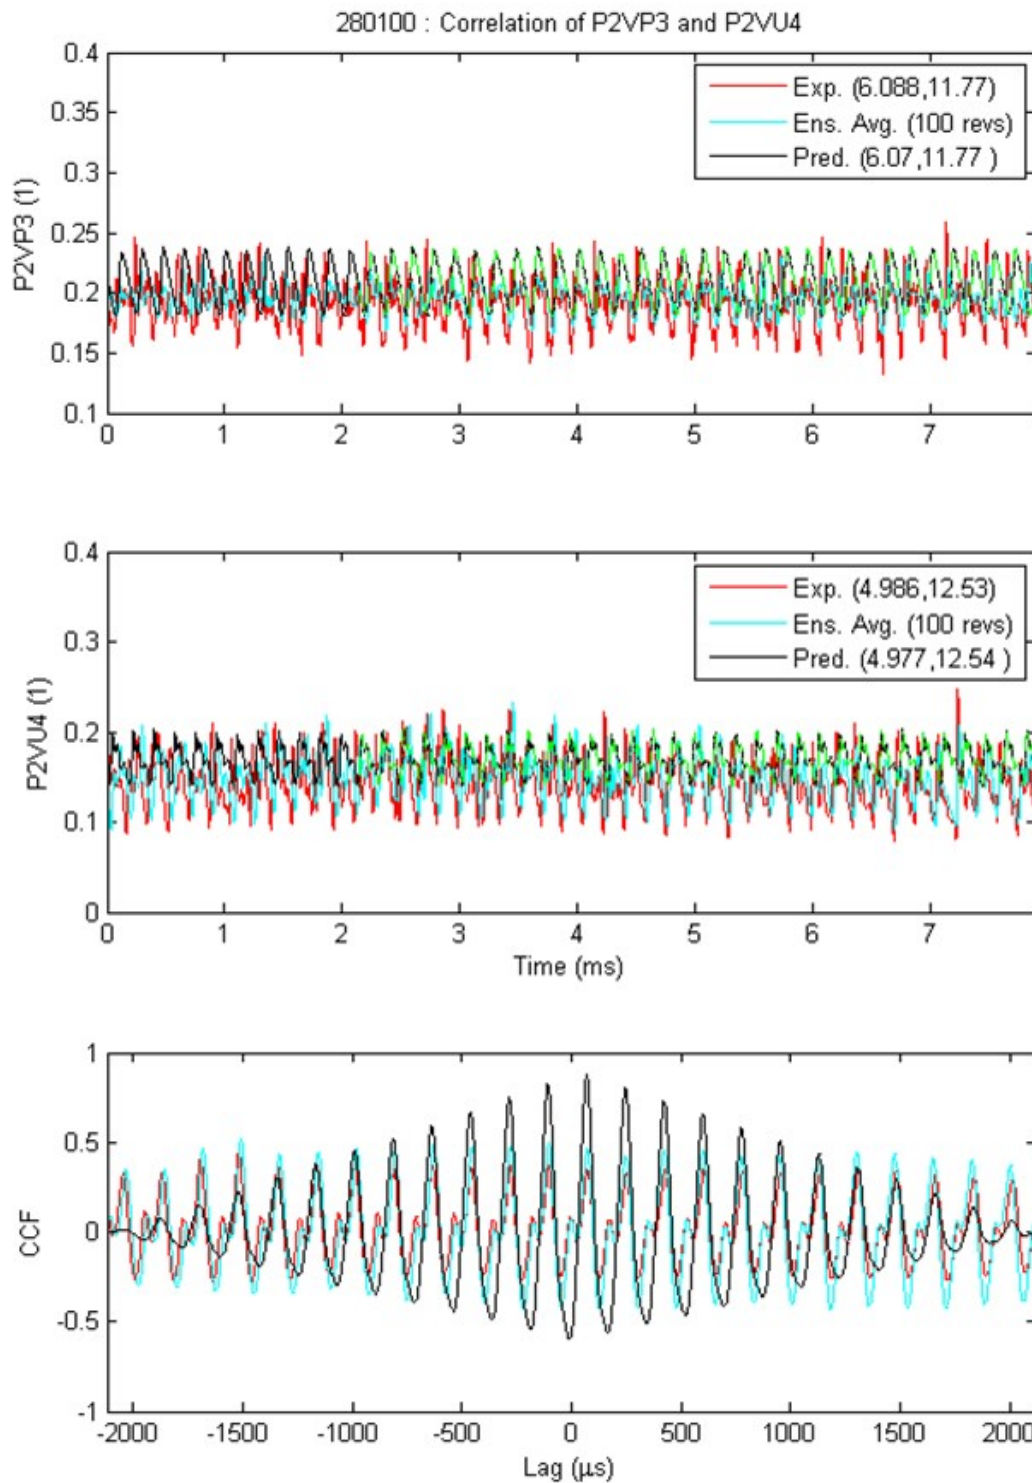 280100 : Correlation of P2VP3 and P2VU4
0.4
0.35
0.3
0.25
0.2
0.15
0.1
P2VP3 (1)
Exp. (6.088,11.77)
Ens. Avg. (100 revs)
Pred. (6.07,11.77 )
0 1 2 3 4 5 6 7
0.4
0.3
0.2
0.1
0
P2VU4 (1)
Exp. (4.986,12.53)
Ens. Avg. (100 revs)
Pred. (4.977,12.54 )
0 1 2 3 4 5 6 7
Time (ms)
1
0.5
0
-0.5
-1
CCF
-2000 -1500 -1000 -500 0 500 1000 1500 2000
Lag (μs)